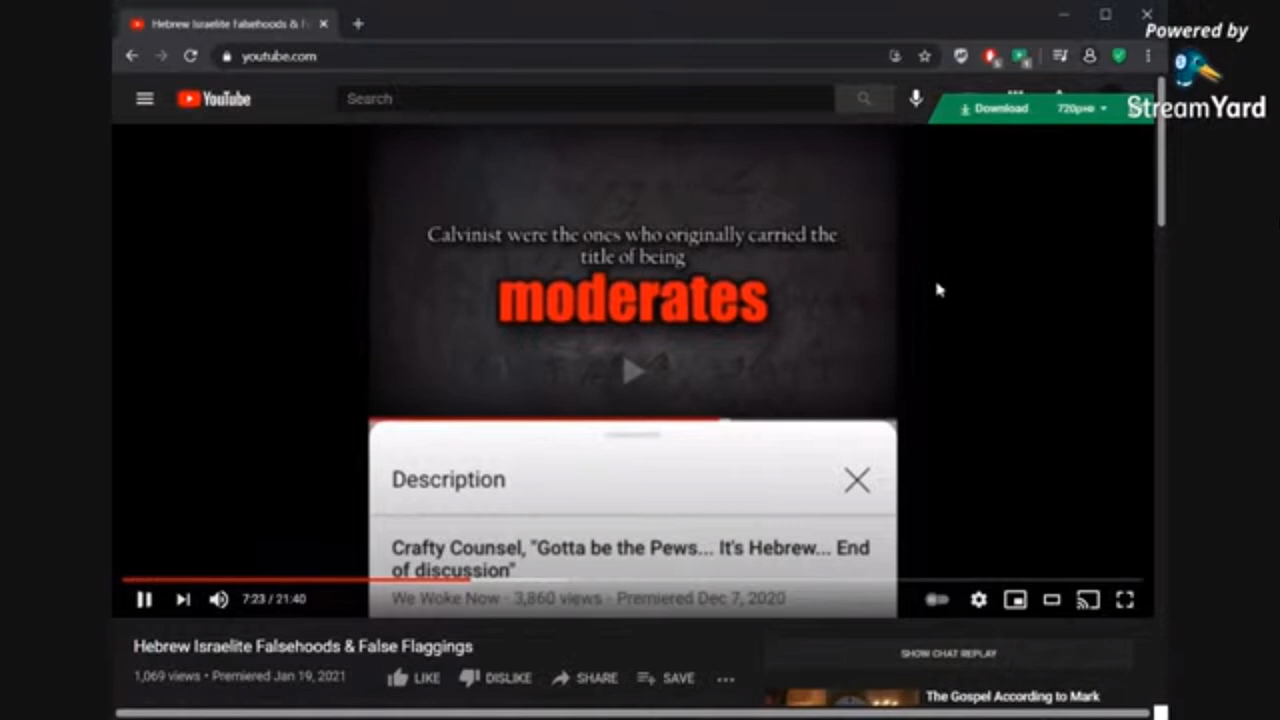 Hebrew Israelite Falsehoods &
Powered by
youtube.com
YouTube
Search
Download 720p
StreamYard
Calvinist were the ones who originally carried the
title of being
moderates
Description
Crafty Counsel, "Gotta be the Pews... It's Hebrew... End
of discussion"
We Woke Now - 3,860 views - Premiered Dec 7, 2020
7:23 / 21:40
Hebrew Israelite Falsehoods & False Flaggings
1,069 views • Premiered Jan 19, 2021
LIKE DISLIKE SHARE SAVE
SHOW CHAT REPLAY
The Gospel According to Mark